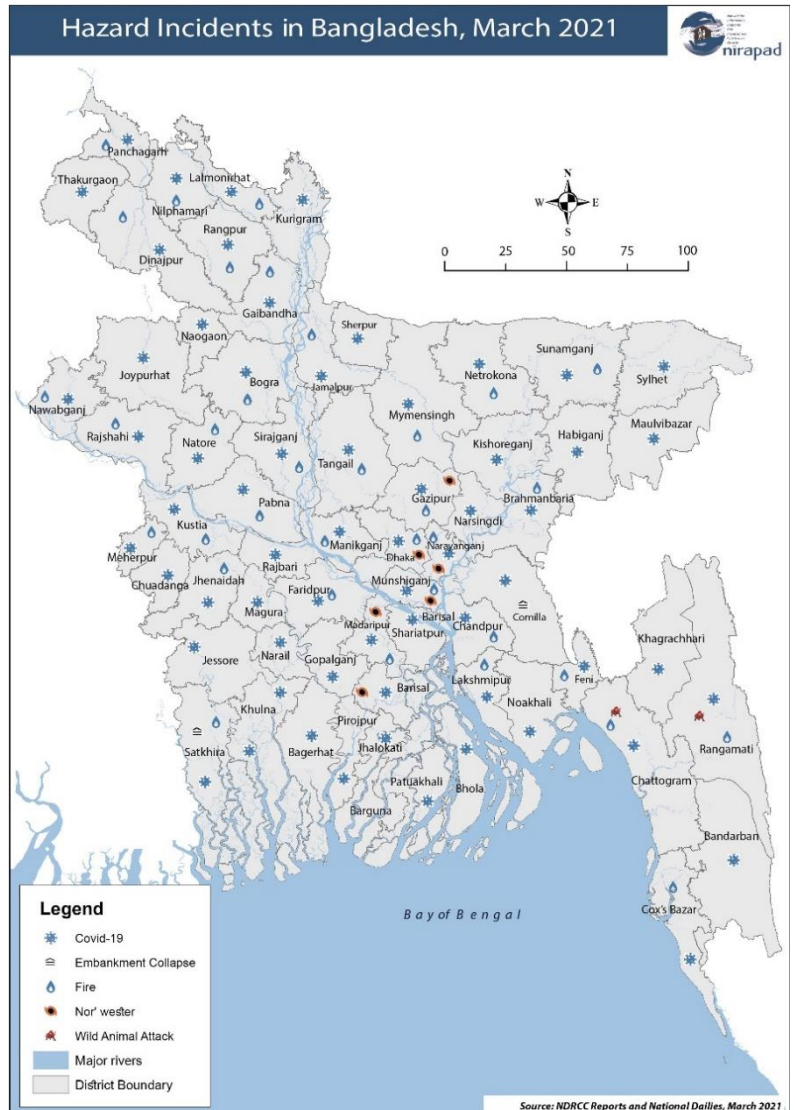 Hazard Incidents in Bangladesh, March 2021
nirapad
Panchagarh
Thakurgaon
Lalmonirhat
Nilphamari
Kurigram
Rangpur
Dinajpur
Gaibandha
N
W E
S
0 25 50 75 100
Naogaon
Sherpur
Joypurhat
Bogra
Jamalpur
Netrokona
Sunamganj
Sylhet
Nawabganj
Mymensingh
Rajshahi
Natore
Sirajganj
Tangail
Kishoreganj
Habiganj
Maulvibazar
Gazipur
Brahmanbaria
Pabna
Narsingdi
Kustia
Manikganj
Dhaka
Narayanganj
Meherpur
Rajbari
Chuadanga
Jhenaidah
Munshiganj
Faridpur
Magura
Madaripur
Barisal
Shariatpur
Chandpur
Comilla
Khagrachhari
Jessore
Narail
Gopalganj
Lakshmipur
Feni
Khulna
Barisal
Noakhali
Pirojpur
Rangamati
Satkhira
Bagerhat
Jhalokati
Patuakhali
Bhola
Chattogram
Barguna
Bandarban
Cox's Bazar
Bay of Bengal
Legend
Covid-19
Embankment Collapse
Fire
Nor' wester
Wild Animal Attack
Major rivers
District Boundary
Source: NDRCC Reports and National Dailies, March 2021